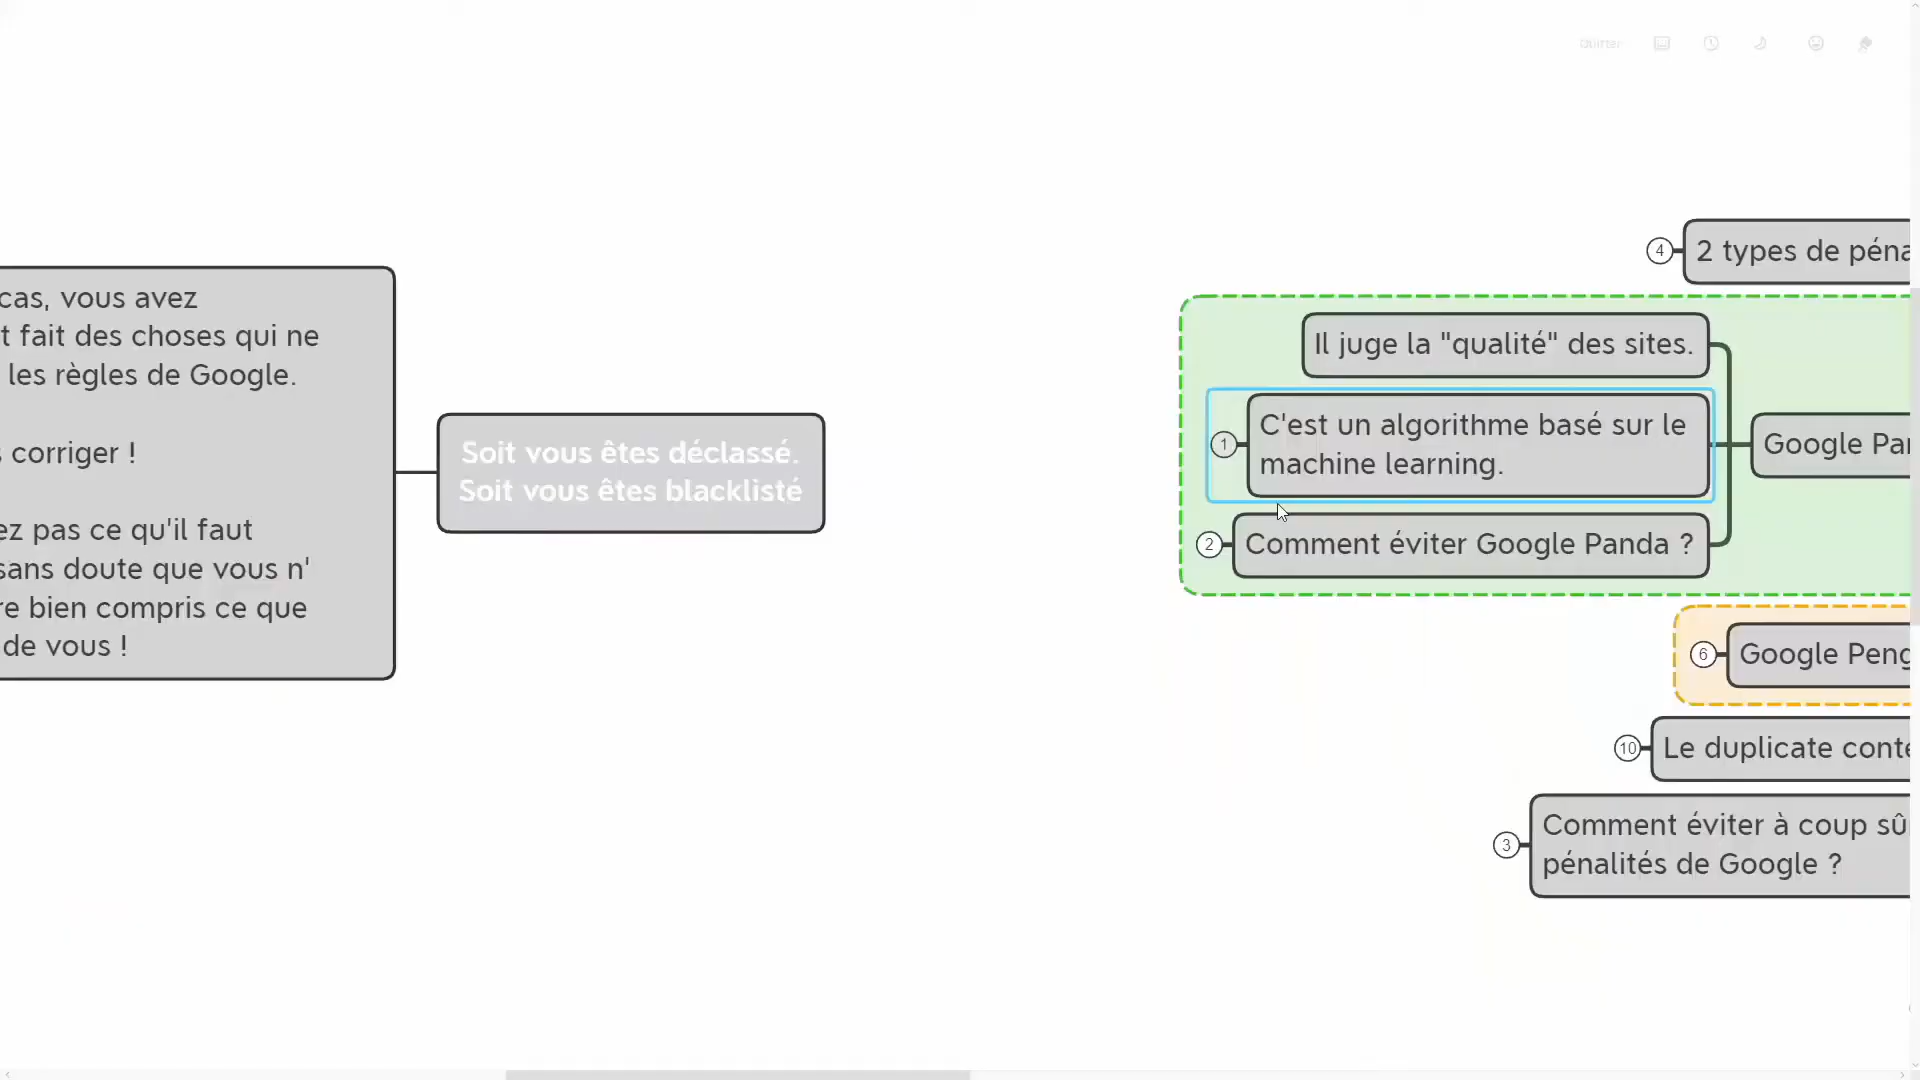 Quitter
cas, vous avez
t fait des choses qui ne
les règles de Google.
corriger !
ez pas ce qu'il faut
sans doute que vous n'
re bien compris ce que
de vous !
Soit vous êtes déclassé.
Soit vous êtes blacklisté
4
2 types de péna
Il juge la "qualité" des sites.
1
C'est un algorithme basé sur le
machine learning.
Google Pan
2
Comment éviter Google Panda ?
6
Google Peng
10
Le duplicate conte
3
Comment éviter à coup sû
pénalités de Google ?